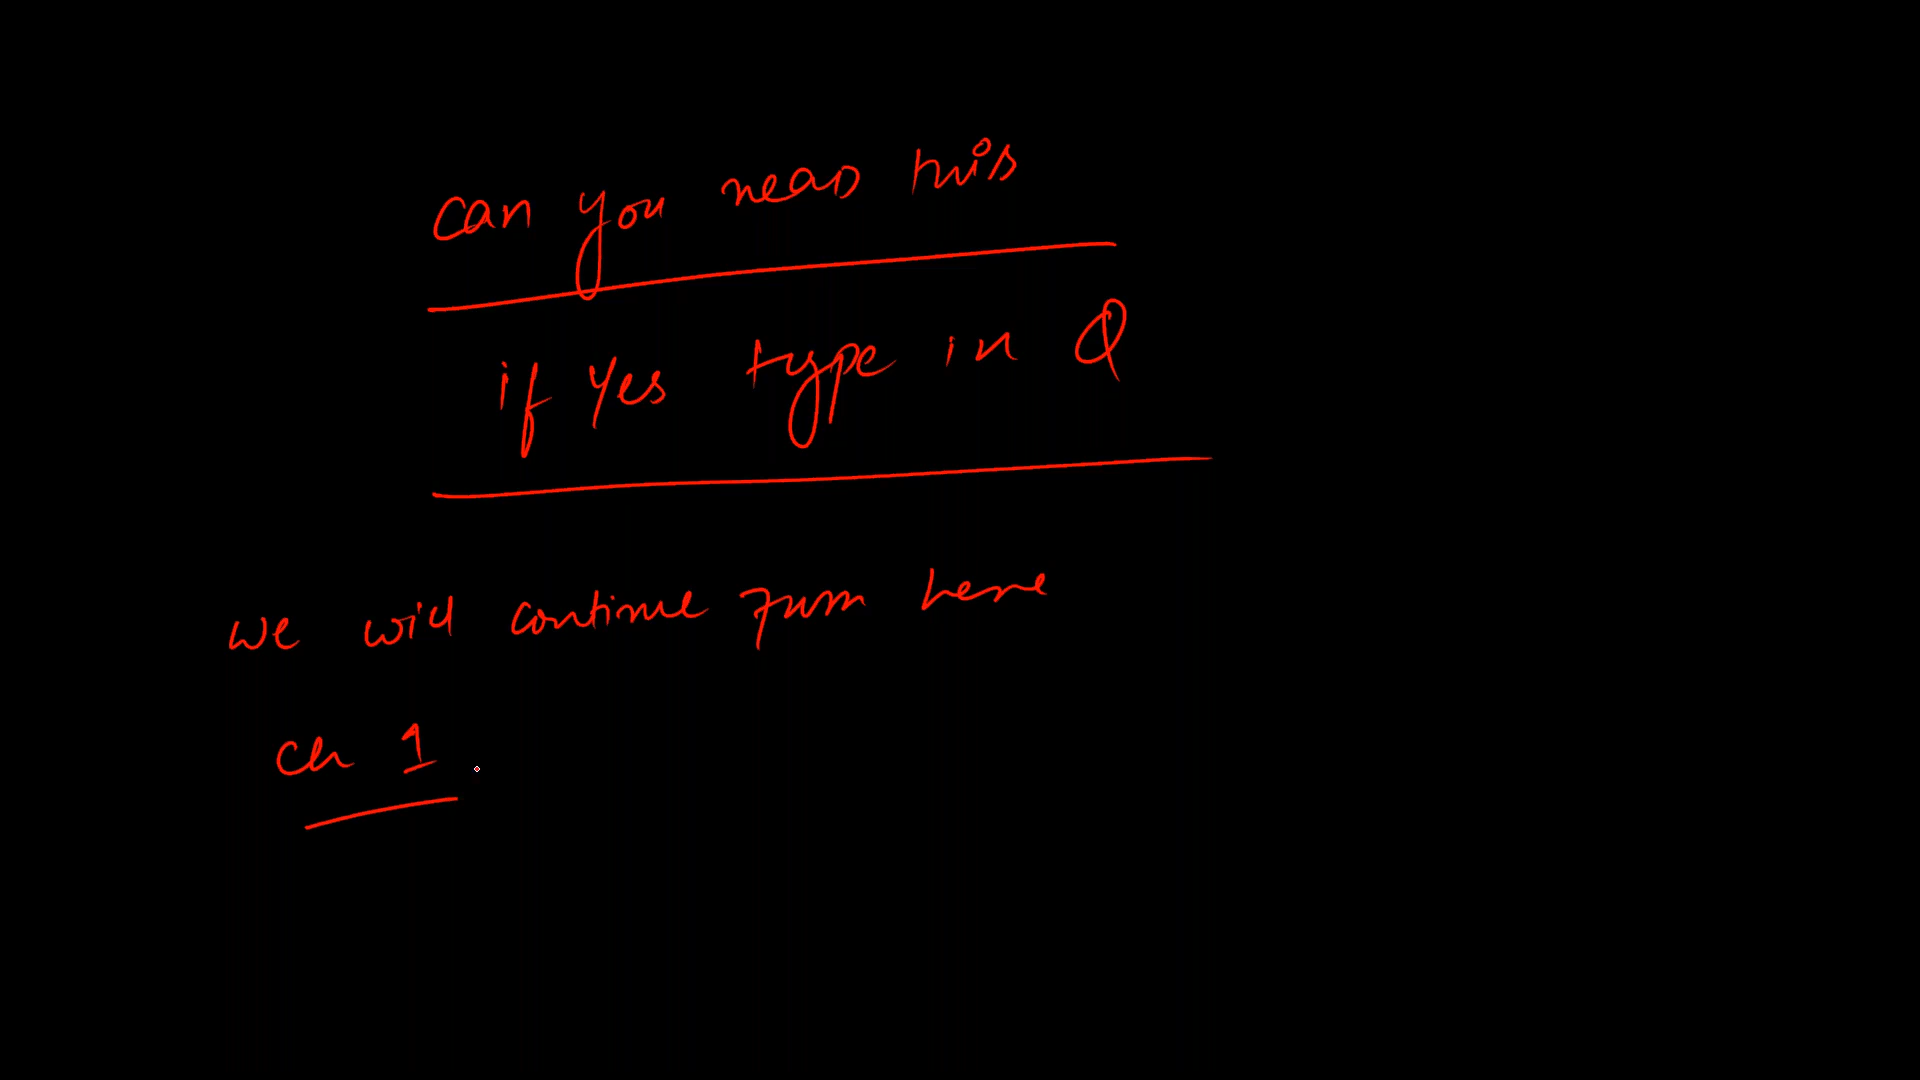 can you read this
if yes type in Q
we will continue from here
ch 1